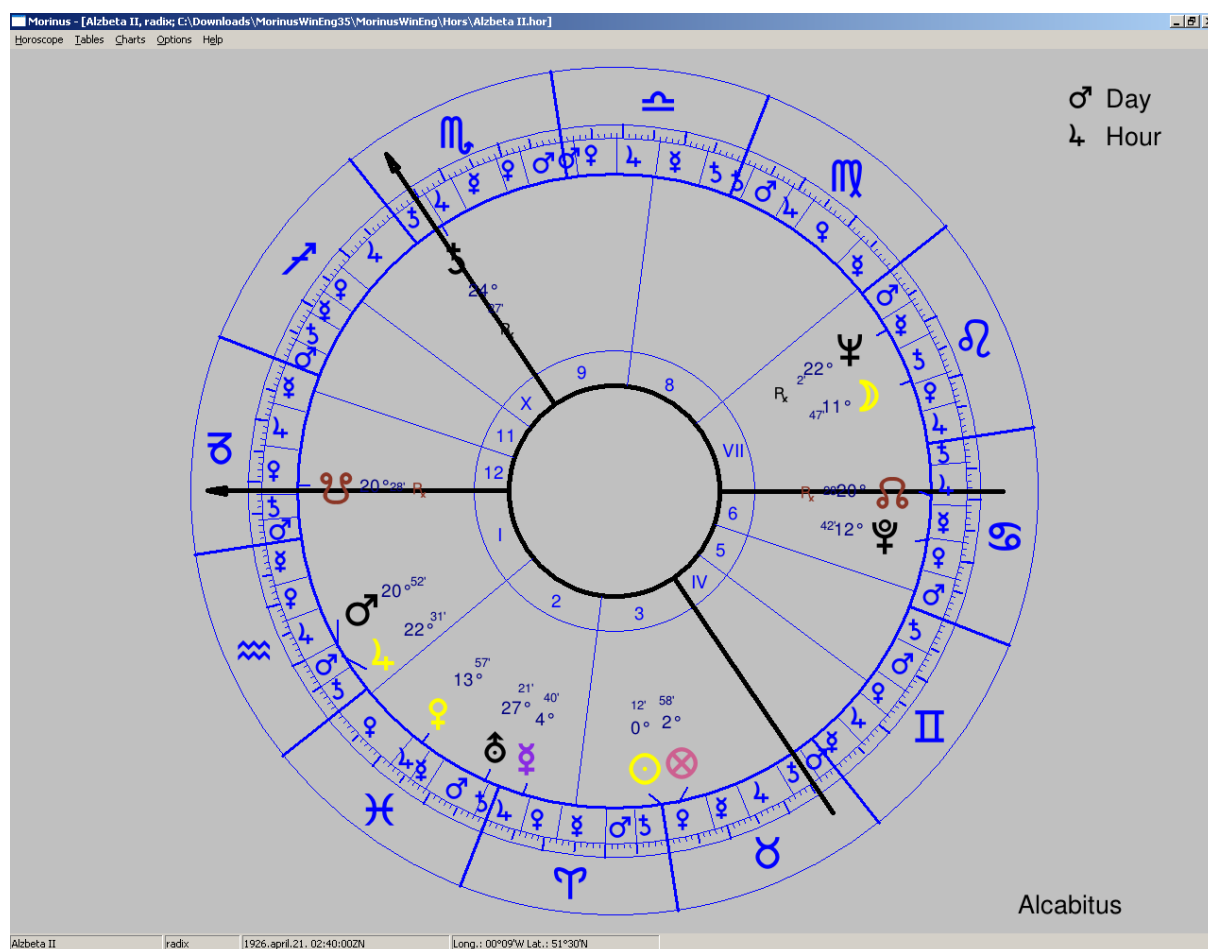 Morinus - [Alzbeta II, radix; C:\Downloads\MorinusWinEng35\MorinusWinEng\Hors\Alzbeta II.hor]
Horoscope Tables Charts Options Help
♂ Day
♃ Hour
24°
9
8
X
11
12
VII
I
6
5
2
3
IV
22° 2'
11° 47'
20° 28'
20°
12° 42'
20° 52'
22° 31'
13° 57'
27° 21'
4° 40'
0° 12'
2° 58'
Alcabitus
Alzbeta II radix 1926.april.21. 02:40:00ZN Long.: 00°09'W Lat.: 51°30'N